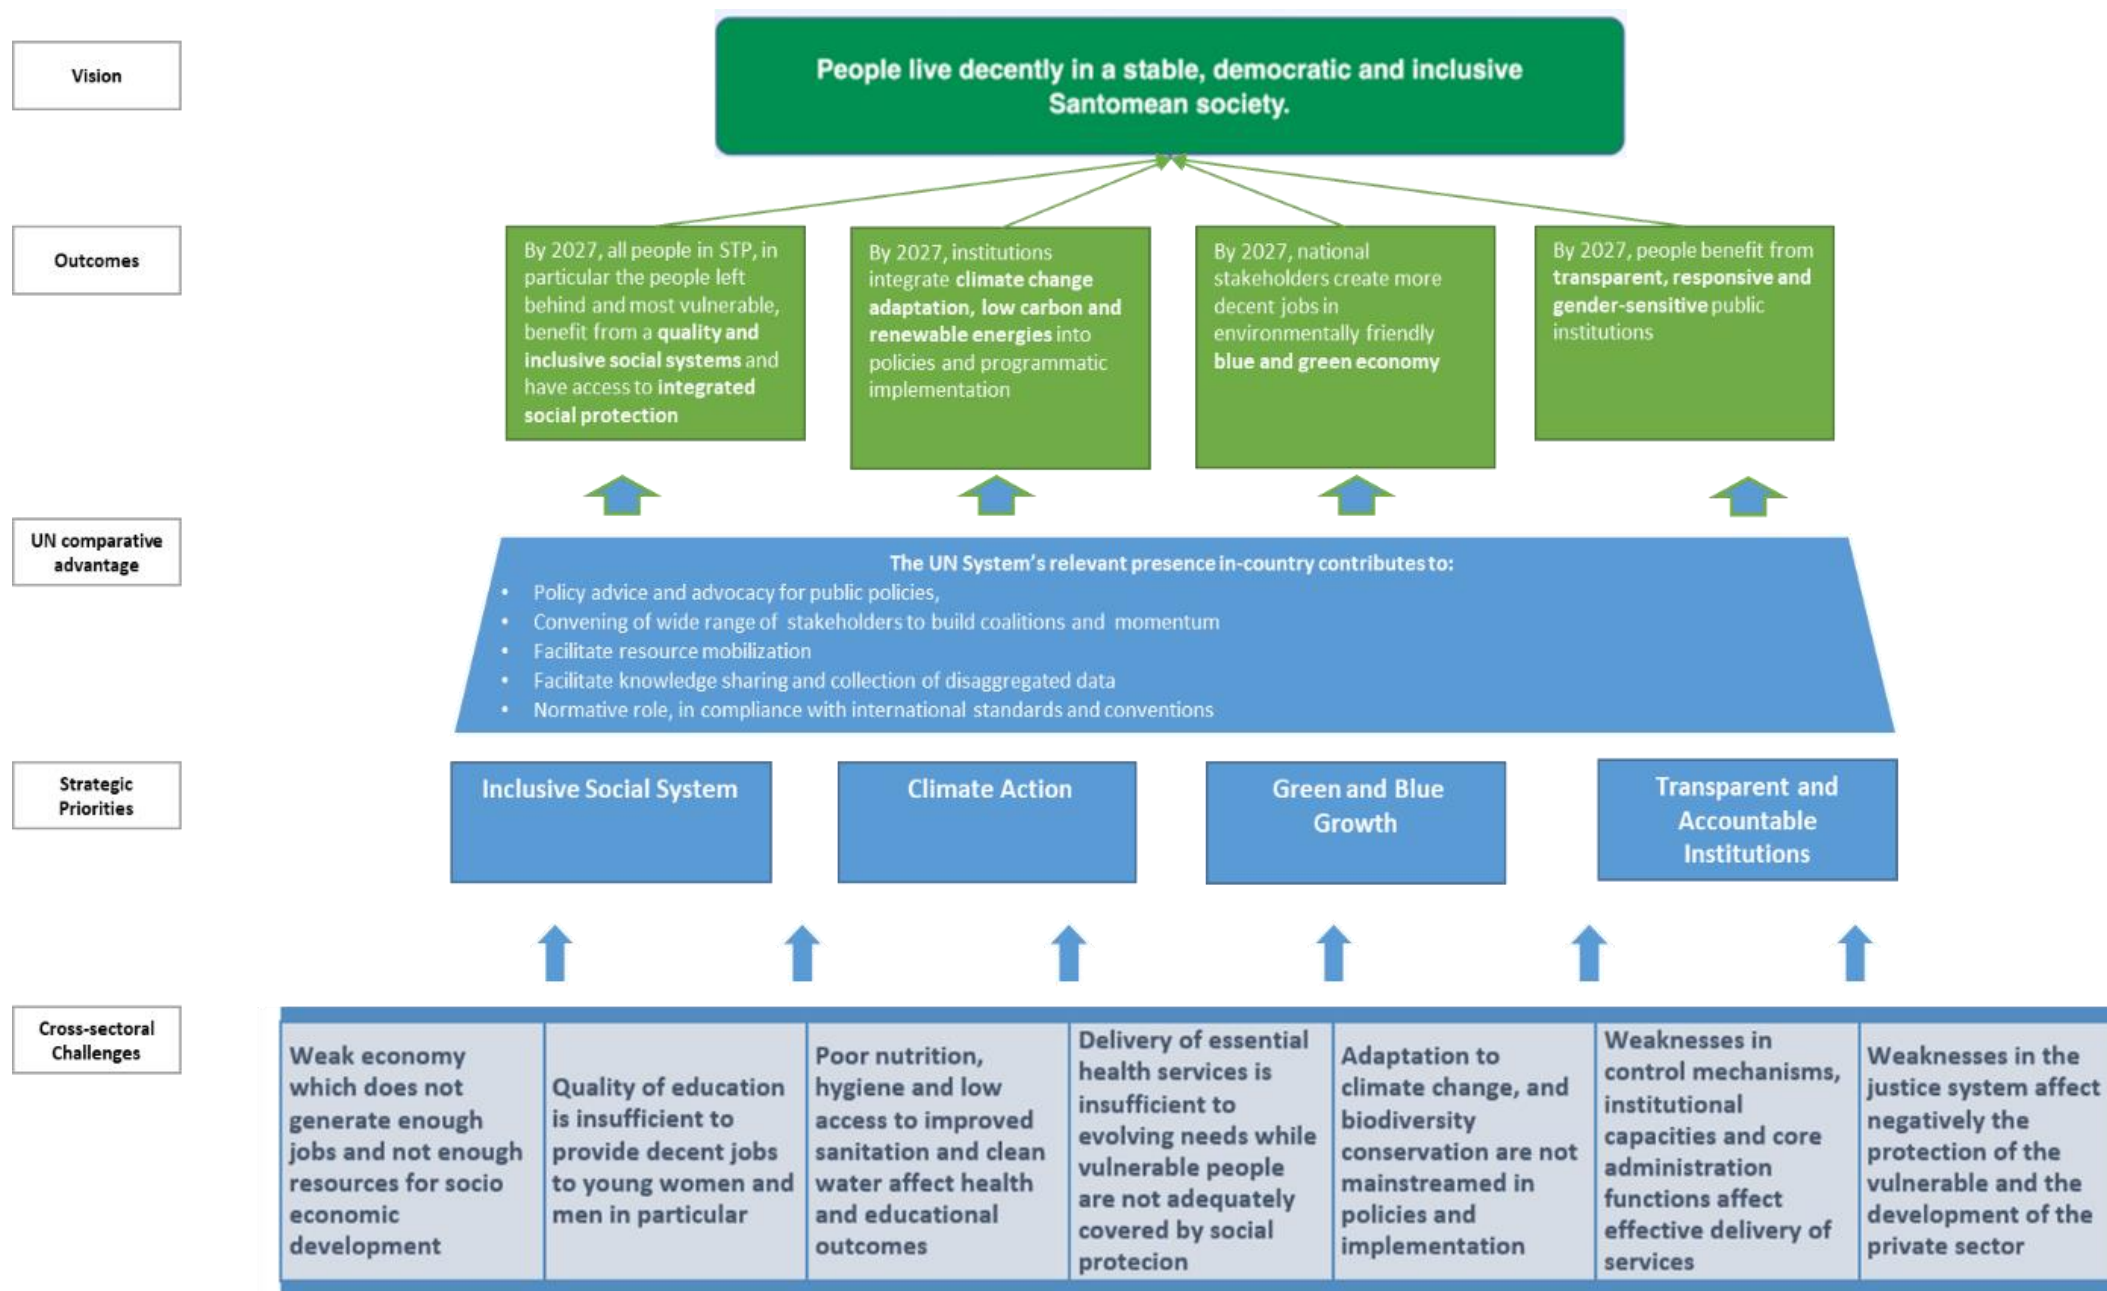 Vision
People live decently in a stable, democratic and inclusive
Santomean society.
Outcomes
By 2027, all people in STP, in
particular the people left
behind and most vulnerable,
benefit from a quality and
inclusive social systems and
have access to integrated
social protection
By 2027, institutions
integrate climate change
adaptation, low carbon and
renewable energies into
policies and programmatic
implementation
By 2027, national
stakeholders create more
decent jobs in
environmentally friendly
blue and green economy
By 2027, people benefit from
transparent, responsive and
gender-sensitive public
institutions
UN comparative
advantage
The UN System's relevant presence in-country contributes to:
• Policy advice and advocacy for public policies,
• Convening of wide range of stakeholders to build coalitions and momentum
• Facilitate resource mobilization
• Facilitate knowledge sharing and collection of disaggregated data
• Normative role, in compliance with international standards and conventions
Strategic
Priorities
Inclusive Social System
Climate Action
Green and Blue
Growth
Transparent and
Accountable
Institutions
Cross-sectoral
Challenges
Weak economy
which does not
generate enough
jobs and not enough
resources for socio
economic
development
Quality of education
is insufficient to
provide decent jobs
to young women and
men in particular
Poor nutrition,
hygiene and low
access to improved
sanitation and clean
water affect health
and educational
outcomes
Delivery of essential
health services is
insufficient to
evolving needs while
vulnerable people
are not adequately
covered by social
protecion
Adaptation to
climate change, and
biodiversity
conservation are not
mainstreamed in
policies and
implementation
Weaknesses in
control mechanisms,
institutional
capacities and core
administration
functions affect
effective delivery of
services
Weaknesses in the
justice system affect
negatively the
protection of the
vulnerable and the
development of the
private sector